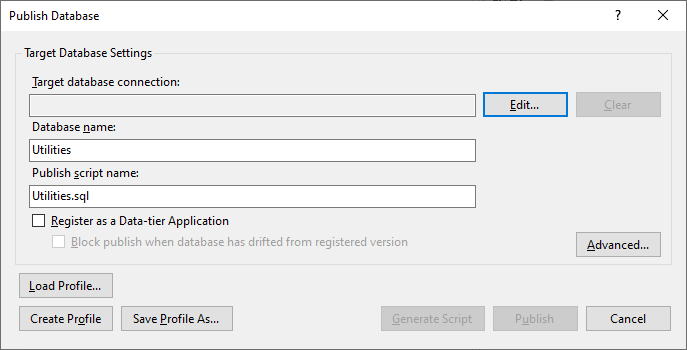 Publish Database
Target Database Settings
Target database connection:
Edit...
Clear
Database name:
Utilities
Publish script name:
Utilities.sql
Register as a Data-tier Application
Block publish when database has drifted from registered version
Advanced...
Load Profile...
Create Profile
Save Profile As...
Generate Script
Publish
Cancel